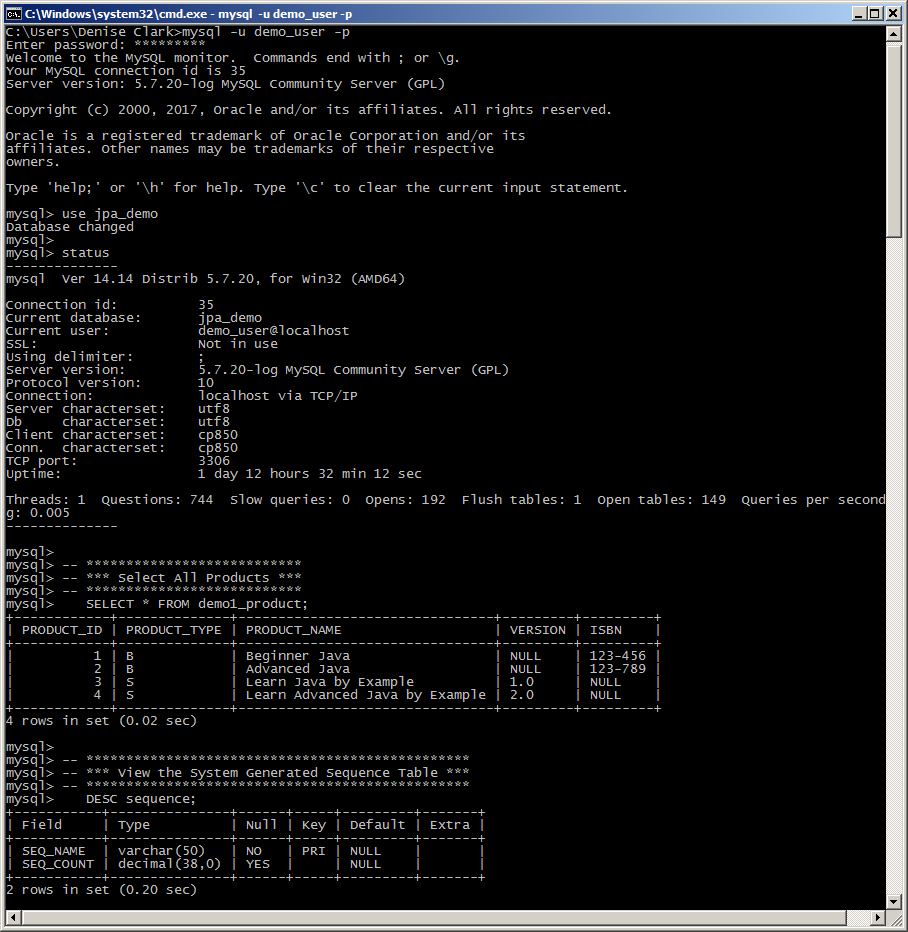 C:\Windows\system32\cmd.exe - mysql -u demo_user -p
C:\Users\Denise Clark>mysql -u demo_user -p
Enter password: *********
Welcome to the MySQL monitor.  Commands end with ; or \g.
Your MySQL connection id is 35
Server version: 5.7.20-log MySQL Community Server (GPL)

Copyright (c) 2000, 2017, Oracle and/or its affiliates. All rights reserved.

Oracle is a registered trademark of Oracle Corporation and/or its
affiliates. Other names may be trademarks of their respective
owners.

Type 'help;' or '\h' for help. Type '\c' to clear the current input statement.

mysql> use jpa_demo
Database changed
mysql>
mysql> status
--------------
mysql  Ver 14.14 Distrib 5.7.20, for Win32 (AMD64)

Connection id:          35
Current database:       jpa_demo
Current user:           demo_user@localhost
SSL:                    Not in use
Using delimiter:        ;
Server version:         5.7.20-log MySQL Community Server (GPL)
Protocol version:       10
Connection:             localhost via TCP/IP
Server characterset:    utf8
Db     characterset:    utf8
Client characterset:    cp850
Conn.  characterset:    cp850
TCP port:               3306
Uptime:                 1 day 12 hours 32 min 12 sec

Threads: 1  Questions: 744  Slow queries: 0  Opens: 192  Flush tables: 1  Open tables: 149  Queries per second
g: 0.005
--------------

mysql>
mysql> -- ***************************
mysql> -- *** Select All Products ***
mysql> -- ***************************
mysql>    SELECT * FROM demo1_product;
+------------+--------------+--------------------------------+---------+---------+
| PRODUCT_ID | PRODUCT_TYPE | PRODUCT_NAME                   | VERSION | ISBN    |
+------------+--------------+--------------------------------+---------+---------+
|          1 | B            | Beginner Java                  | NULL    | 123-456 |
|          2 | B            | Advanced Java                  | NULL    | 123-789 |
|          3 | S            | Learn Java by Example          | 1.0     | NULL    |
|          4 | S            | Learn Advanced Java by Example | 2.0     | NULL    |
+------------+--------------+--------------------------------+---------+---------+
4 rows in set (0.02 sec)

mysql>
mysql> -- ************************************************
mysql> -- *** View the System Generated Sequence Table ***
mysql> -- ************************************************
mysql>    DESC sequence;
+-----------+---------------+------+-----+---------+-------+
| Field     | Type          | Null | Key | Default | Extra |
+-----------+---------------+------+-----+---------+-------+
| SEQ_NAME  | varchar(50)   | NO   | PRI | NULL    |       |
| SEQ_COUNT | decimal(38,0) | YES  |     | NULL    |       |
+-----------+---------------+------+-----+---------+-------+
2 rows in set (0.20 sec)